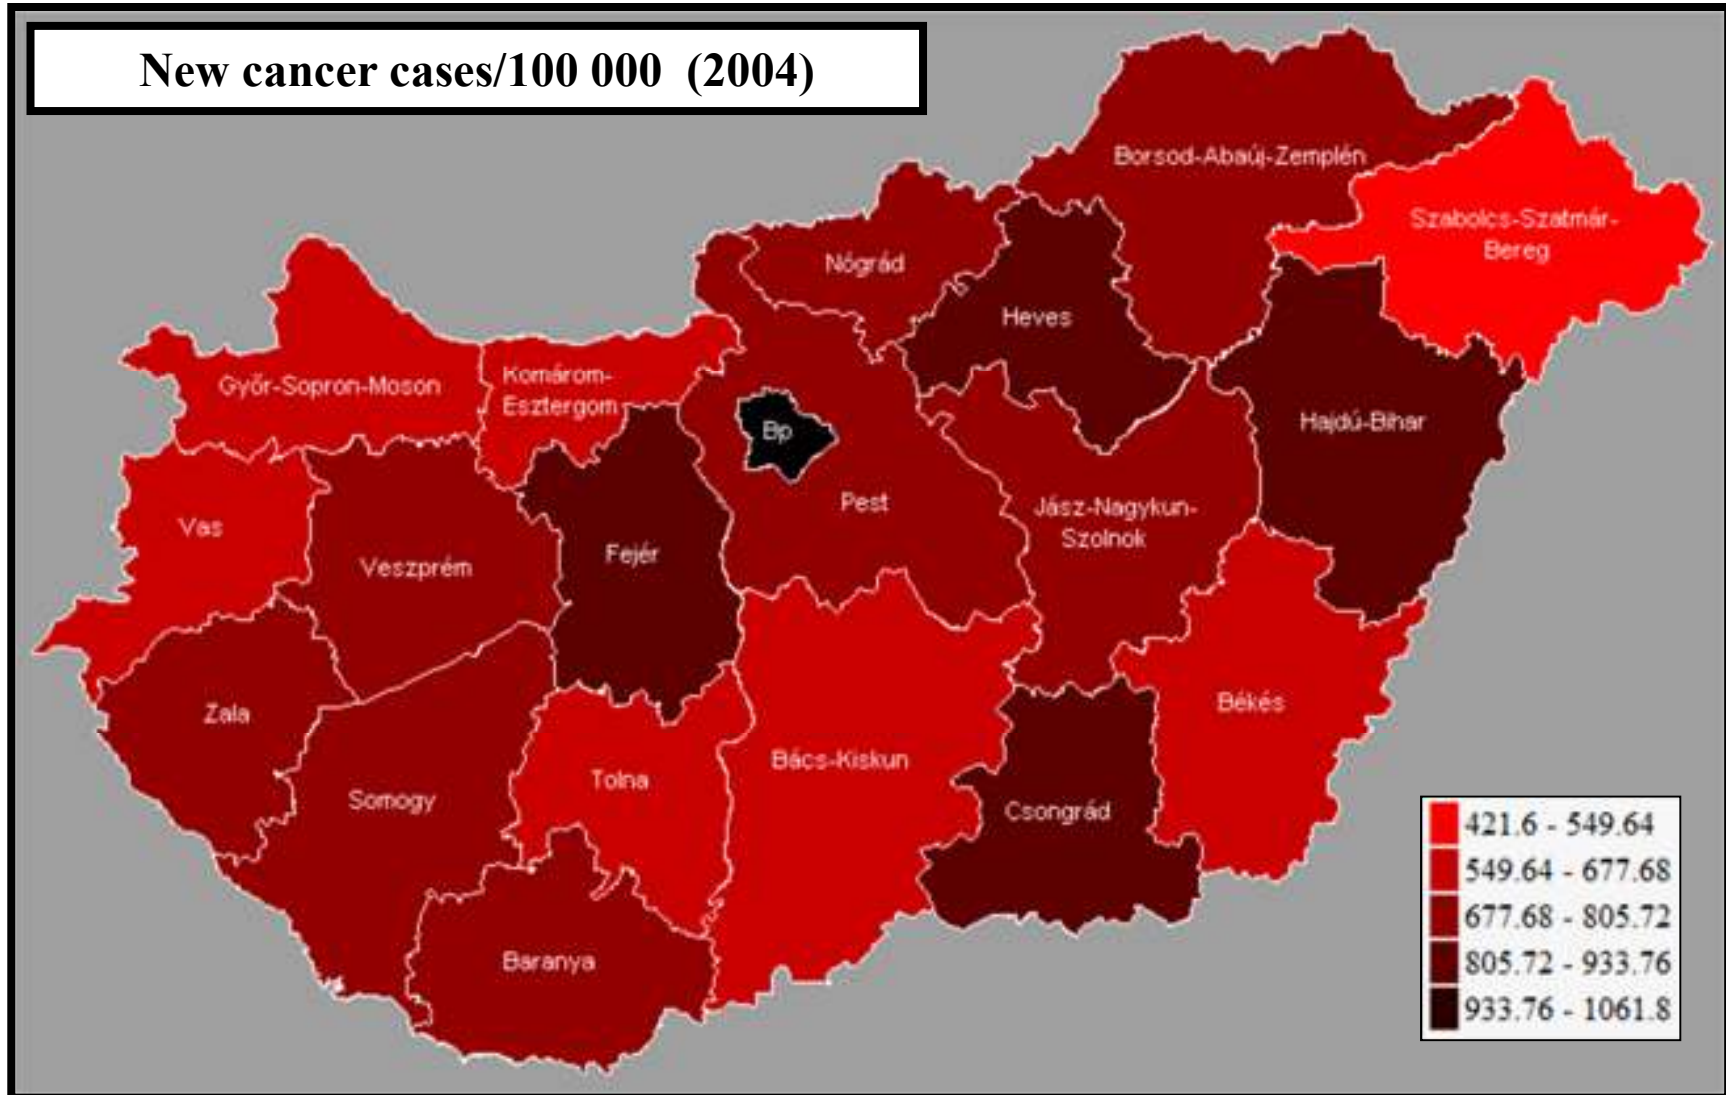 New cancer cases/100 000 (2004)
Borsod-Abaúj-Zemplén
Szabolcs-Szatmár-
Bereg
Nógrád
Heves
Győr-Sopron-Moson
Komárom-
Esztergom
Bp
Hajdú-Bihar
Pest
Jász-Nagykun-
Szolnok
Vas
Veszprém
Fejér
Zala
Somogy
Tolna
Bács-Kiskun
Békés
Csongrád
Baranya
421.6 - 549.64
549.64 - 677.68
677.68 - 805.72
805.72 - 933.76
933.76 - 1061.8